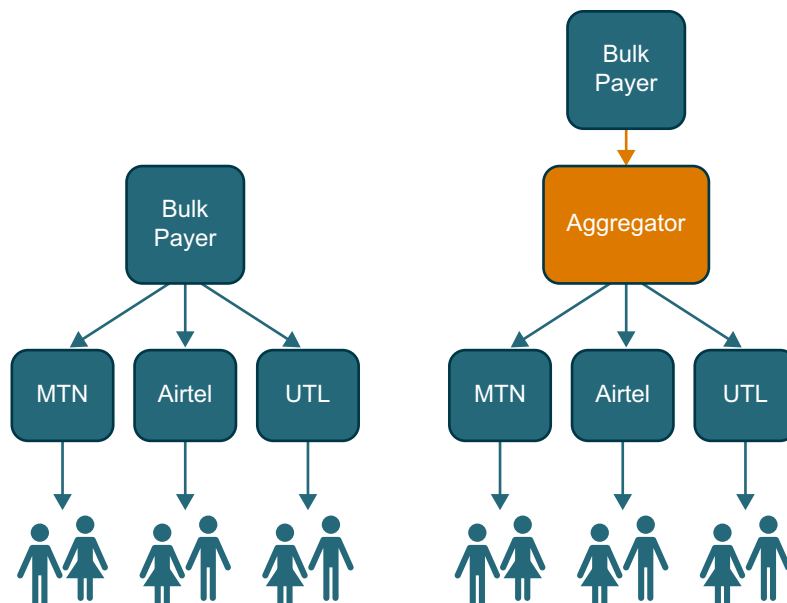 Bulk
Payer
MTN
Airtel
UTL
Bulk
Payer
Aggregator
MTN
Airtel
UTL